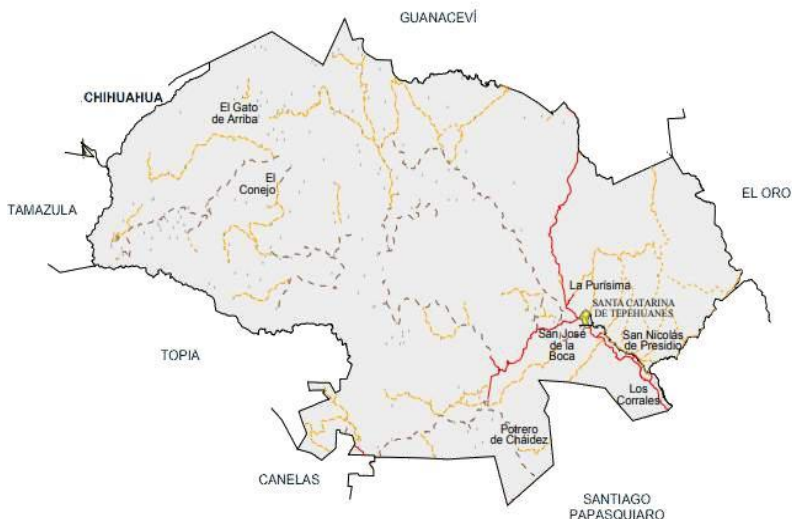 GUANACEVÍ
CHIHUAHUA
El Gato
de Arriba
El
Conejo
TAMAZULA
EL ORO
La Purísima
SANTA CATARINA
DE TEPEHUANES
San José
de la
Boca
San Nicolás
de Presidio
TOPIA
Los
Corrales
Potrero
de Cháidez
CANELAS
SANTIAGO
PAPASQUIARO